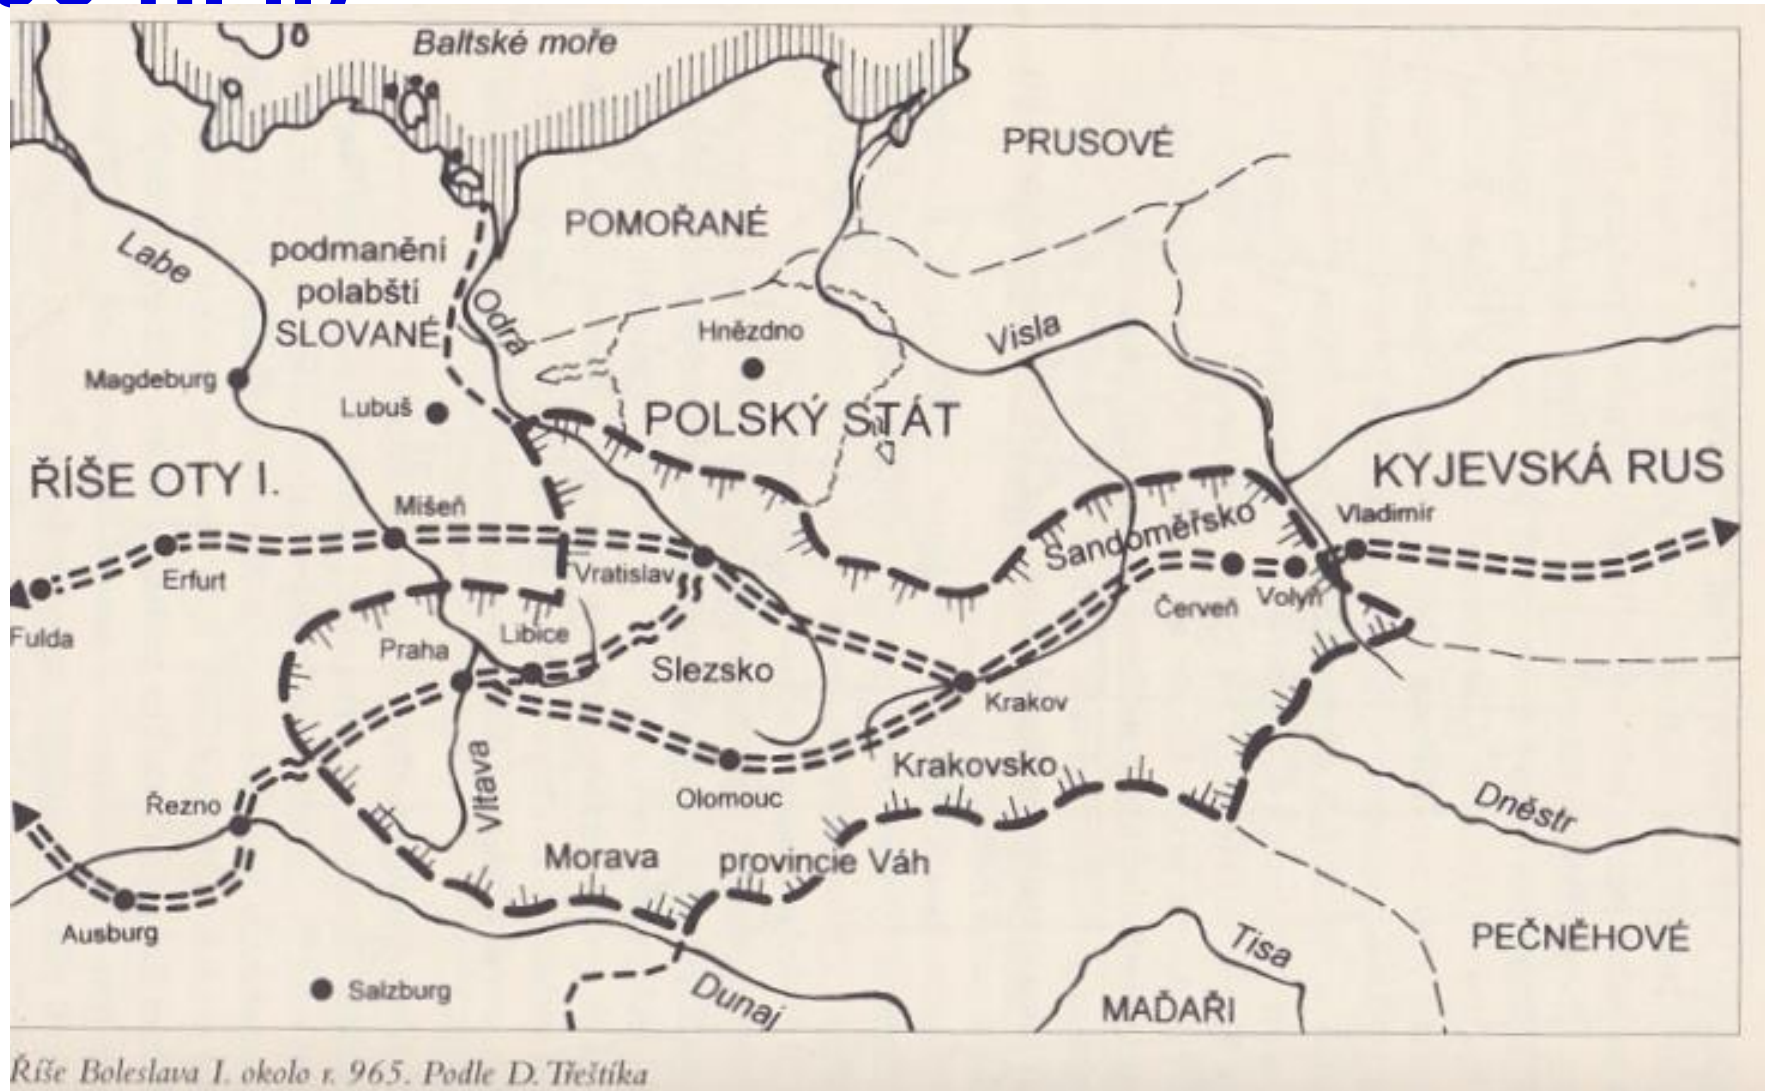 Baltské moře
PRUSOVÉ
POMOŘANÉ
Labe
podmanění
polabští
SLOVANÉ
Odra
Hnězdno
Visla
Magdeburg
Lubuš
POLSKÝ STÁT
ŘÍŠE OTY I.
KYJEVSKÁ RUS
Mišeň
Vladimir
Sandoměřsko
Erfurt
Vratislav
Červeň
Volyň
Fulda
Praha
Libice
Slezsko
Krakov
Vltava
Krakovsko
Řezno
Olomouc
Dněstr
Morava
provincie Váh
Ausburg
Tisa
PEČNĚHOVÉ
Salzburg
Dunaj
MAĎAŘI
Říše Boleslava I. okolo r. 965. Podle D. Třeštíka